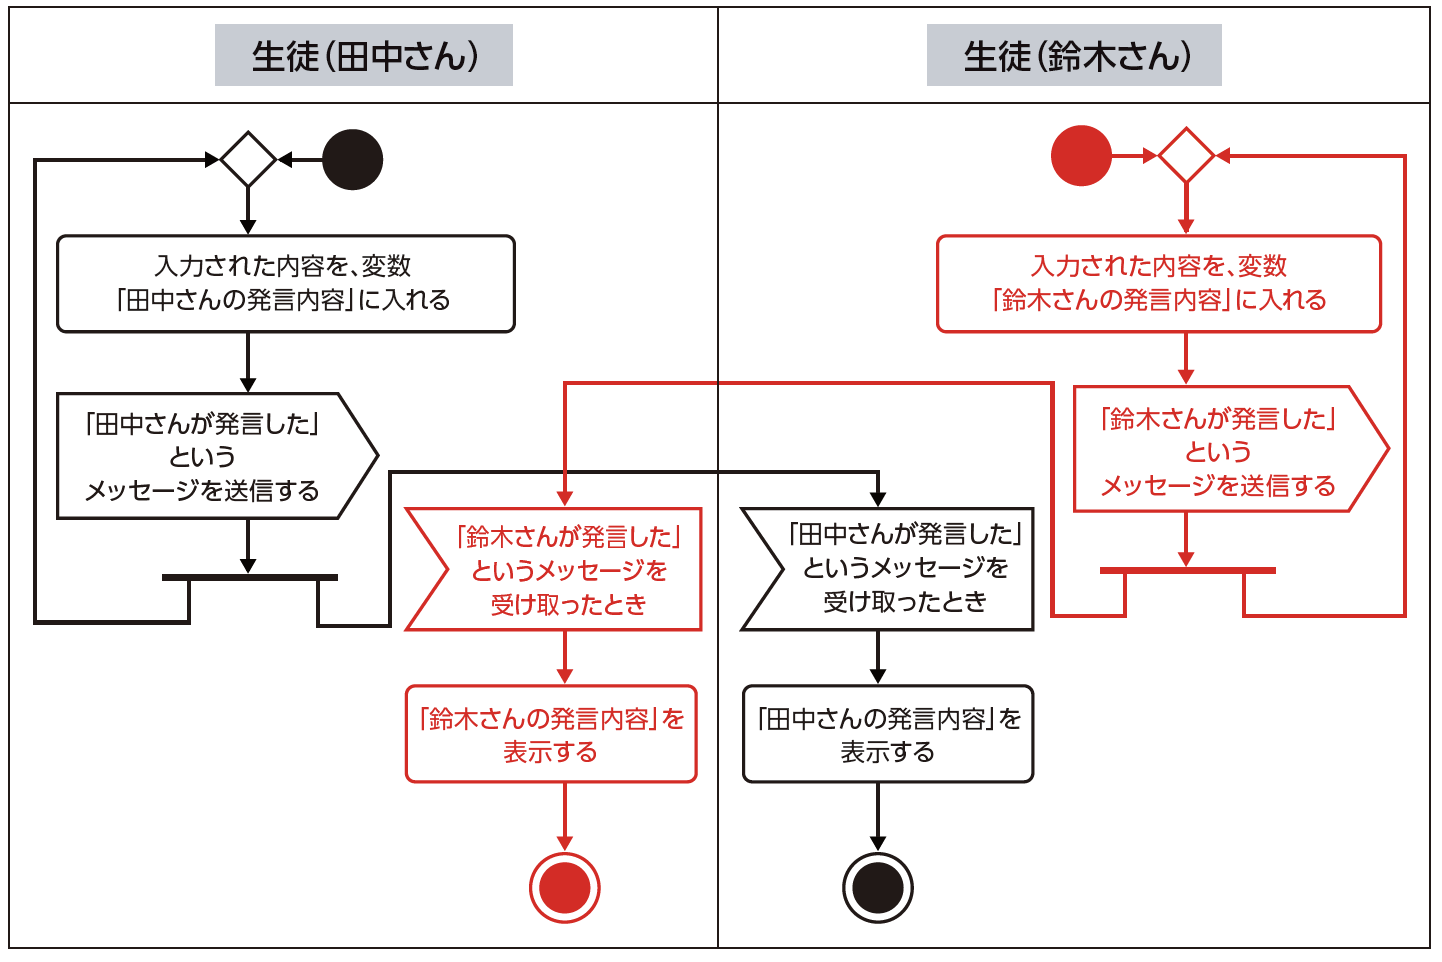 生徒（田中さん）
生徒（鈴木さん）
入力された内容を、変数
「田中さんの発言内容」に入れる
「田中さんが発言した」
という
メッセージを送信する
「鈴木さんが発言した」
というメッセージを
受け取ったとき
「鈴木さんの発言内容」を
表示する
入力された内容を、変数
「鈴木さんの発言内容」に入れる
「鈴木さんが発言した」
という
メッセージを送信する
「田中さんが発言した」
というメッセージを
受け取ったとき
「田中さんの発言内容」を
表示する